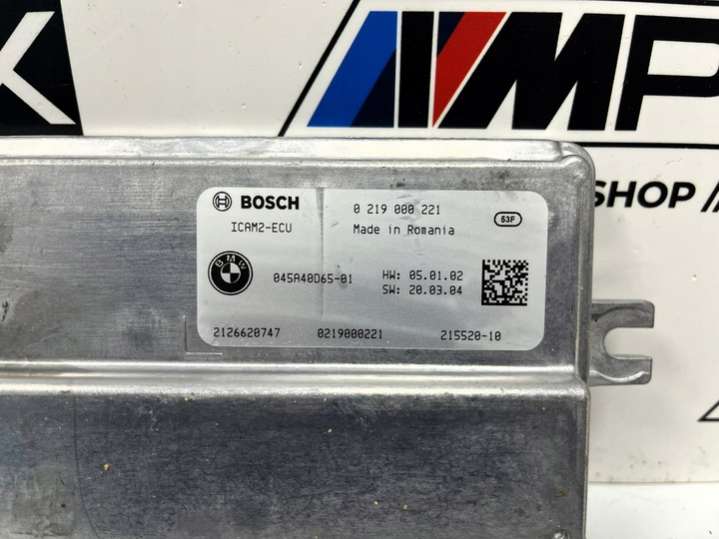 K
MP
SHOP
BOSCH
0 219 000 221
ICAM2-ECU
Made in Romania
63F
BMW
045A40D65-01
HW: 05.01.02
SW: 20.03.04
2126620747
0219000221
215520-10